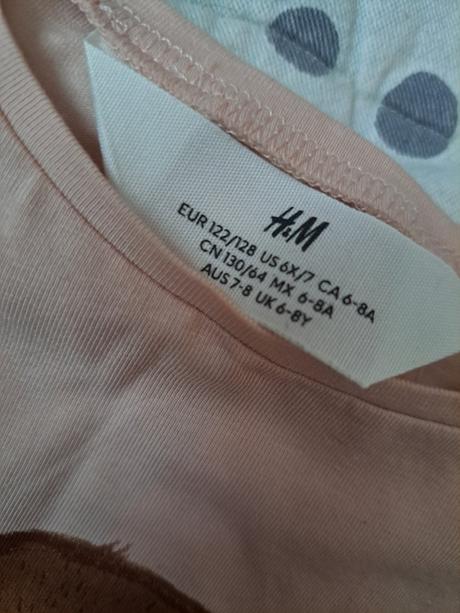 H&M
EUR 122/128 US 6X/7 CA 6-8A
CN 130/64 MX 6-8A
AUS 7-8 UK 6-8Y